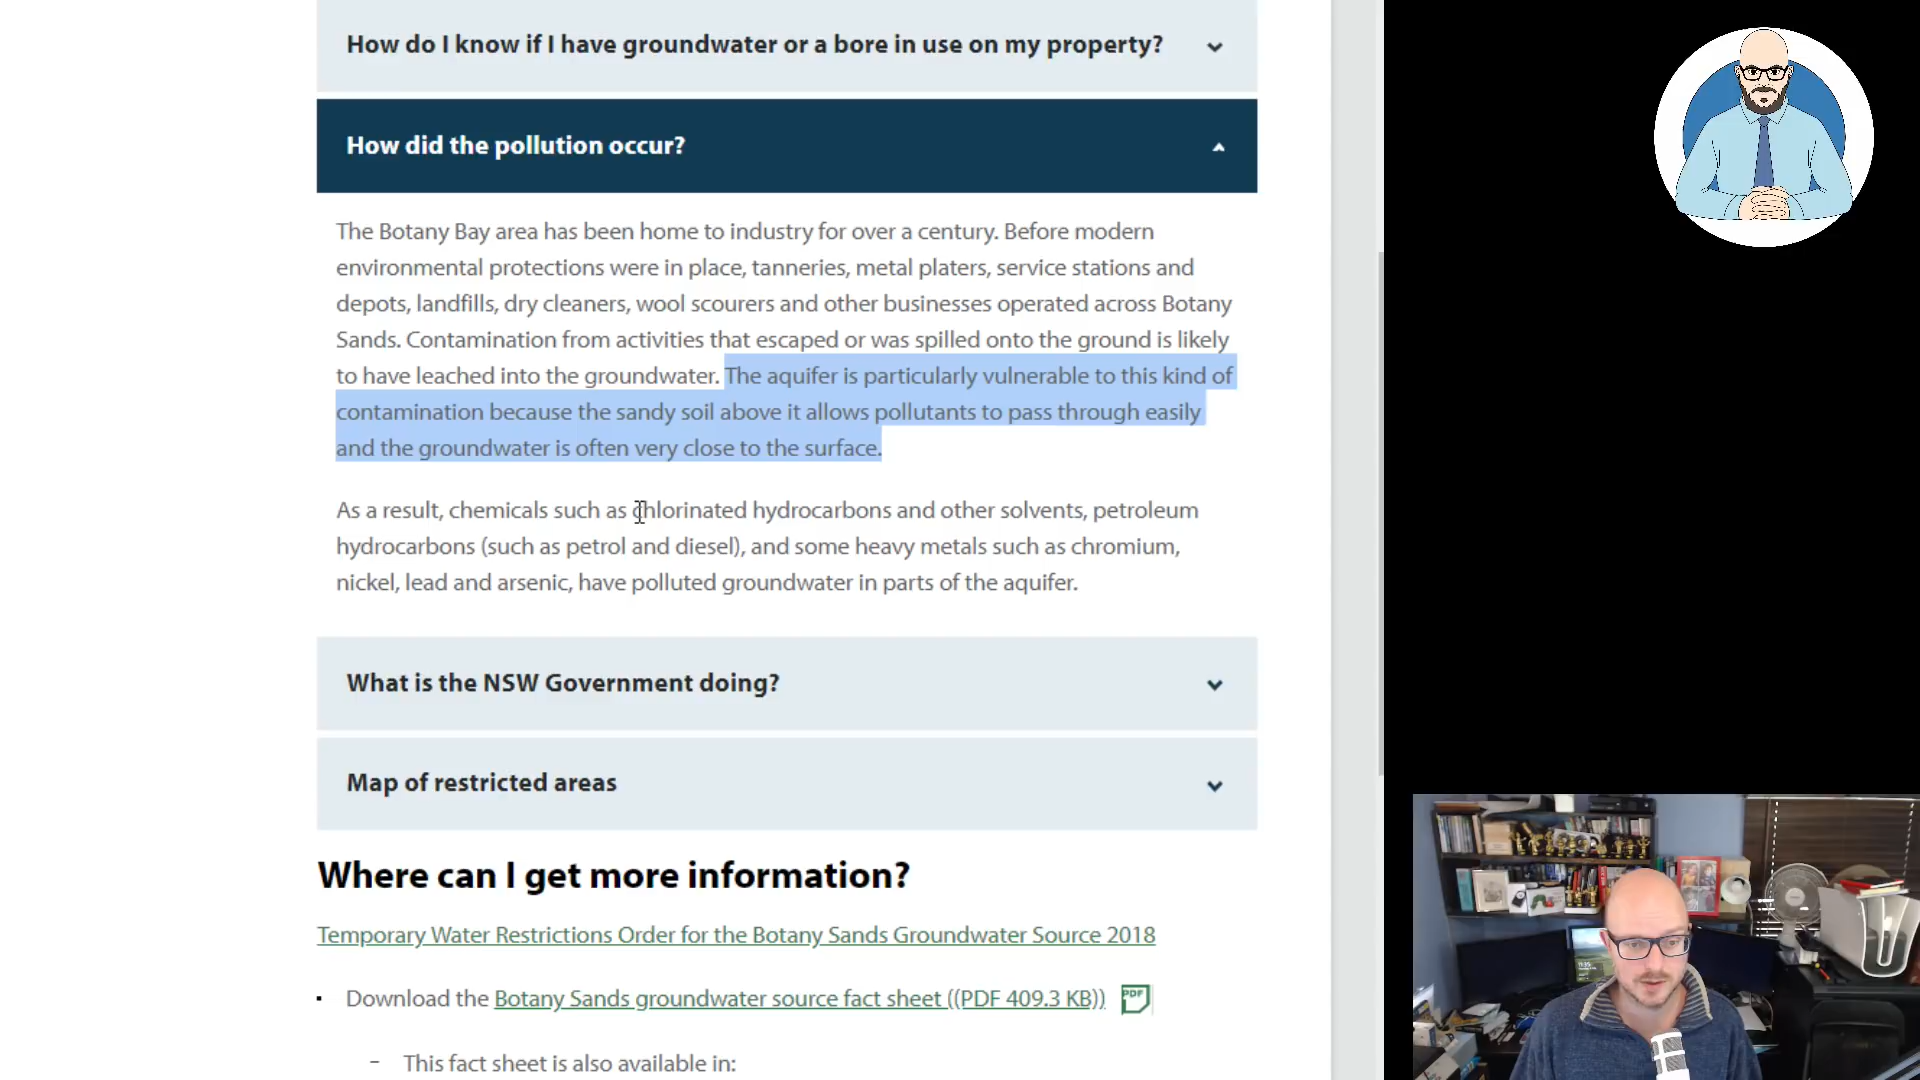 How do I know if I have groundwater or a bore in use on my property?
How did the pollution occur?
The Botany Bay area has been home to industry for over a century. Before modern
environmental protections were in place, tanneries, metal platers, service stations and
depots, landfills, dry cleaners, wool scourers and other businesses operated across Botany
Sands. Contamination from activities that escaped or was spilled onto the ground is likely
to have leached into the groundwater. The aquifer is particularly vulnerable to this kind of
contamination because the sandy soil above it allows pollutants to pass through easily
and the groundwater is often very close to the surface.
As a result, chemicals such as chlorinated hydrocarbons and other solvents, petroleum
hydrocarbons (such as petrol and diesel), and some heavy metals such as chromium,
nickel, lead and arsenic, have polluted groundwater in parts of the aquifer.
What is the NSW Government doing?
Map of restricted areas
Where can I get more information?
Temporary Water Restrictions Order for the Botany Sands Groundwater Source 2018
▪ Download the Botany Sands groundwater source fact sheet ((PDF 409.3 KB)) PDF
– This fact sheet is also available in: